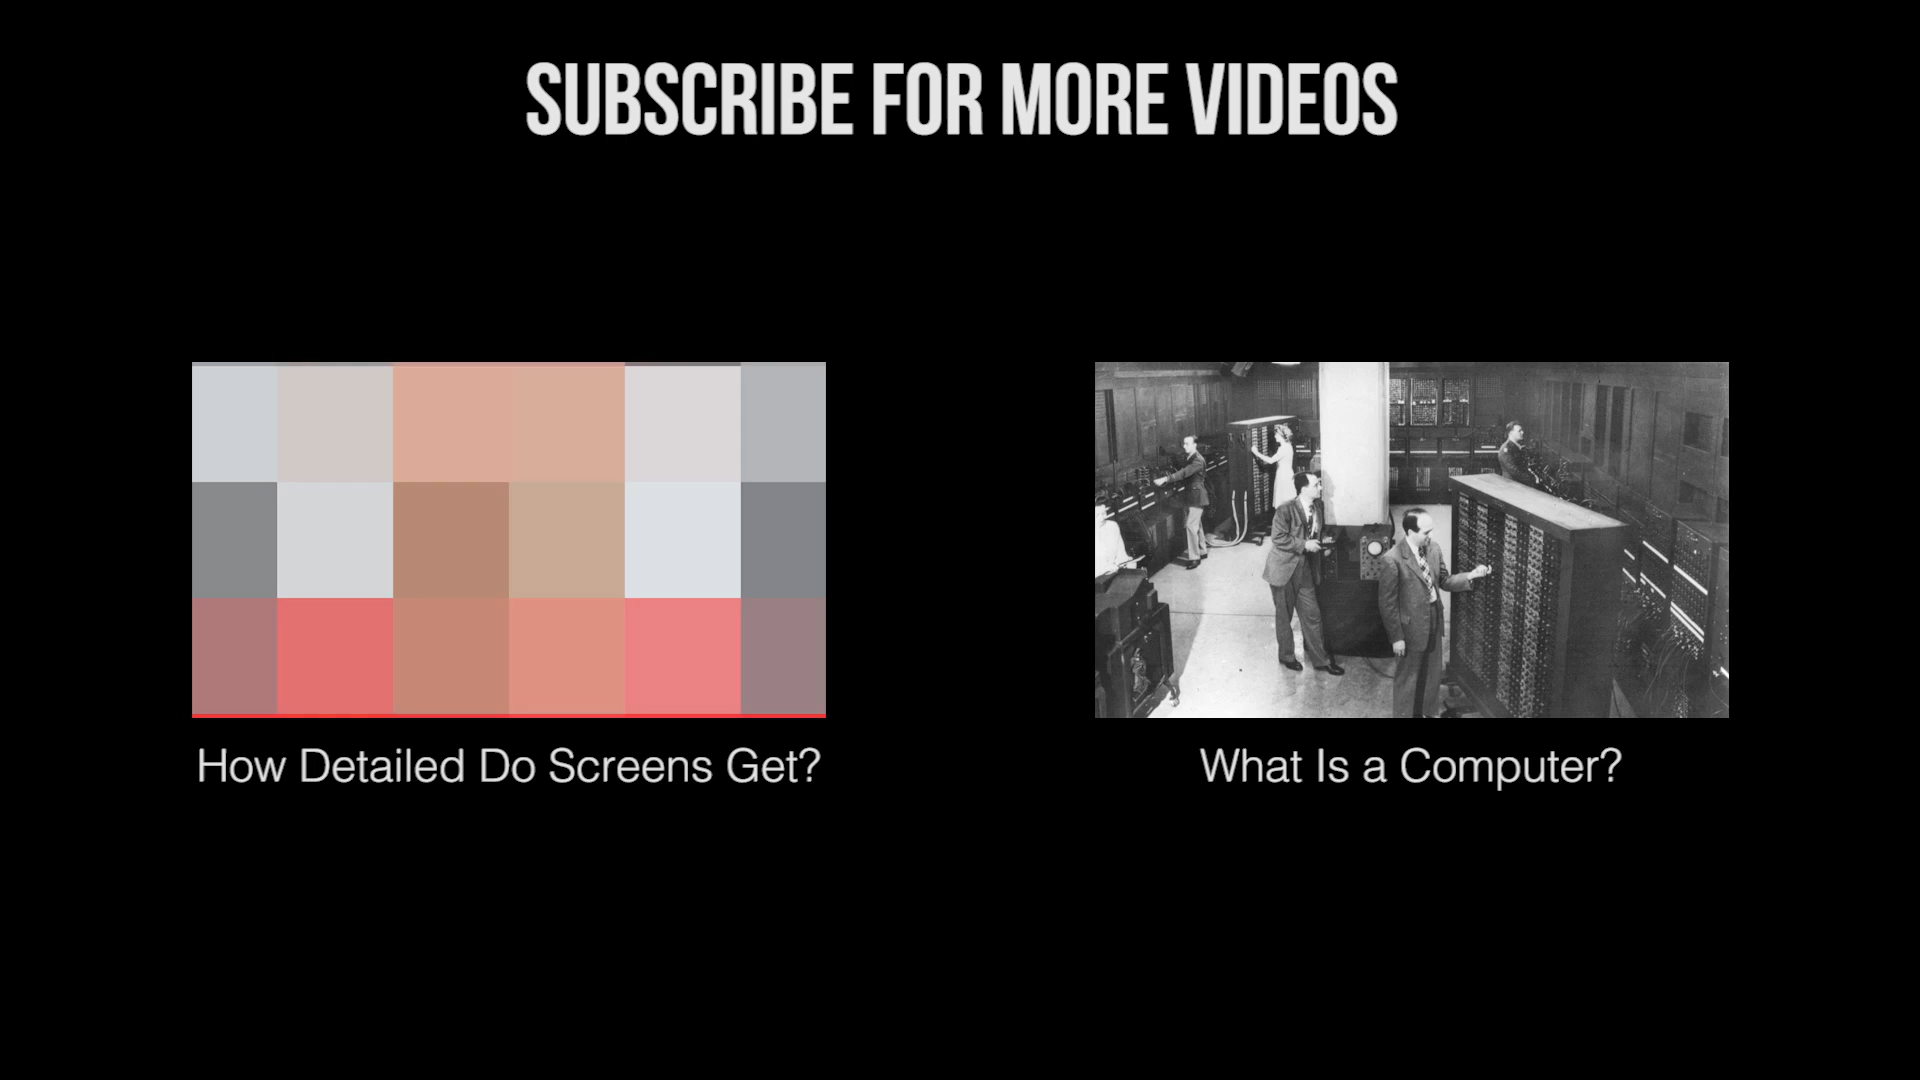 SUBSCRIBE FOR MORE VIDEOS
How Detailed Do Screens Get?
What Is a Computer?